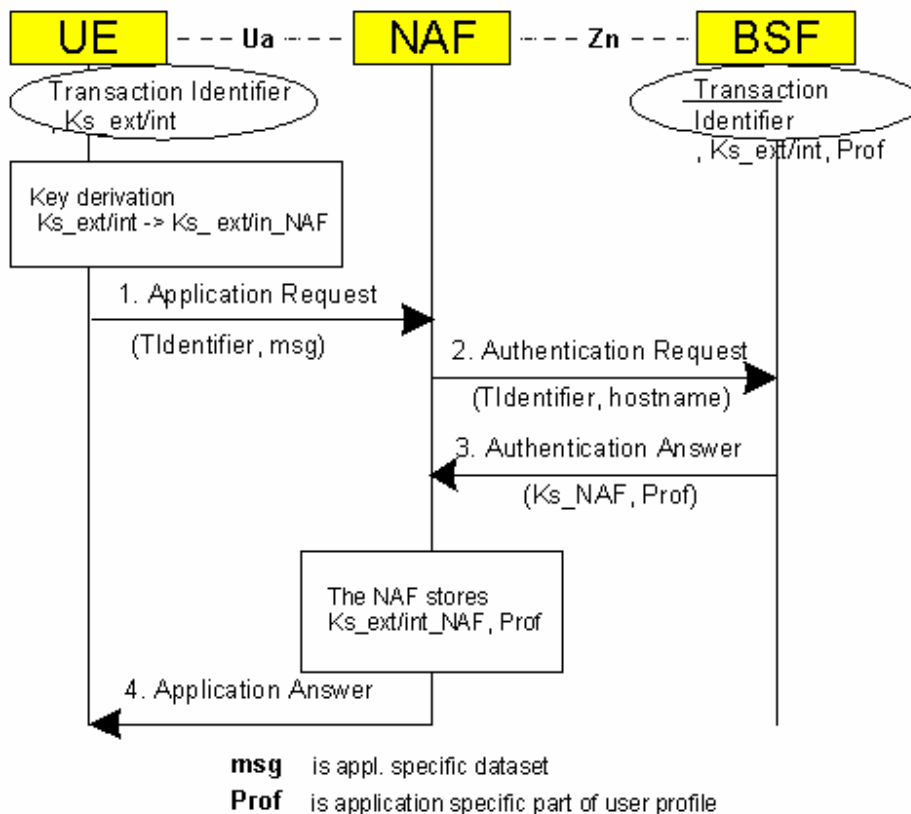 UE --- Ua --- NAF --- Zn --- BSF
Transaction Identifier
, Ks_ext/int
Transaction
Identifier
, Ks_ext/int, Prof
Key derivation
Ks_ext/int -> Ks_ ext/in_NAF
1. Application Request
(TIdentifier, msg)
2. Authentication Request
(TIdentifier, hostname)
3. Authentication Answer
(Ks_NAF, Prof)
The NAF stores
Ks_ext/int_NAF, Prof
4. Application Answer
msg is appl. specific dataset
Prof is application specific part of user profile